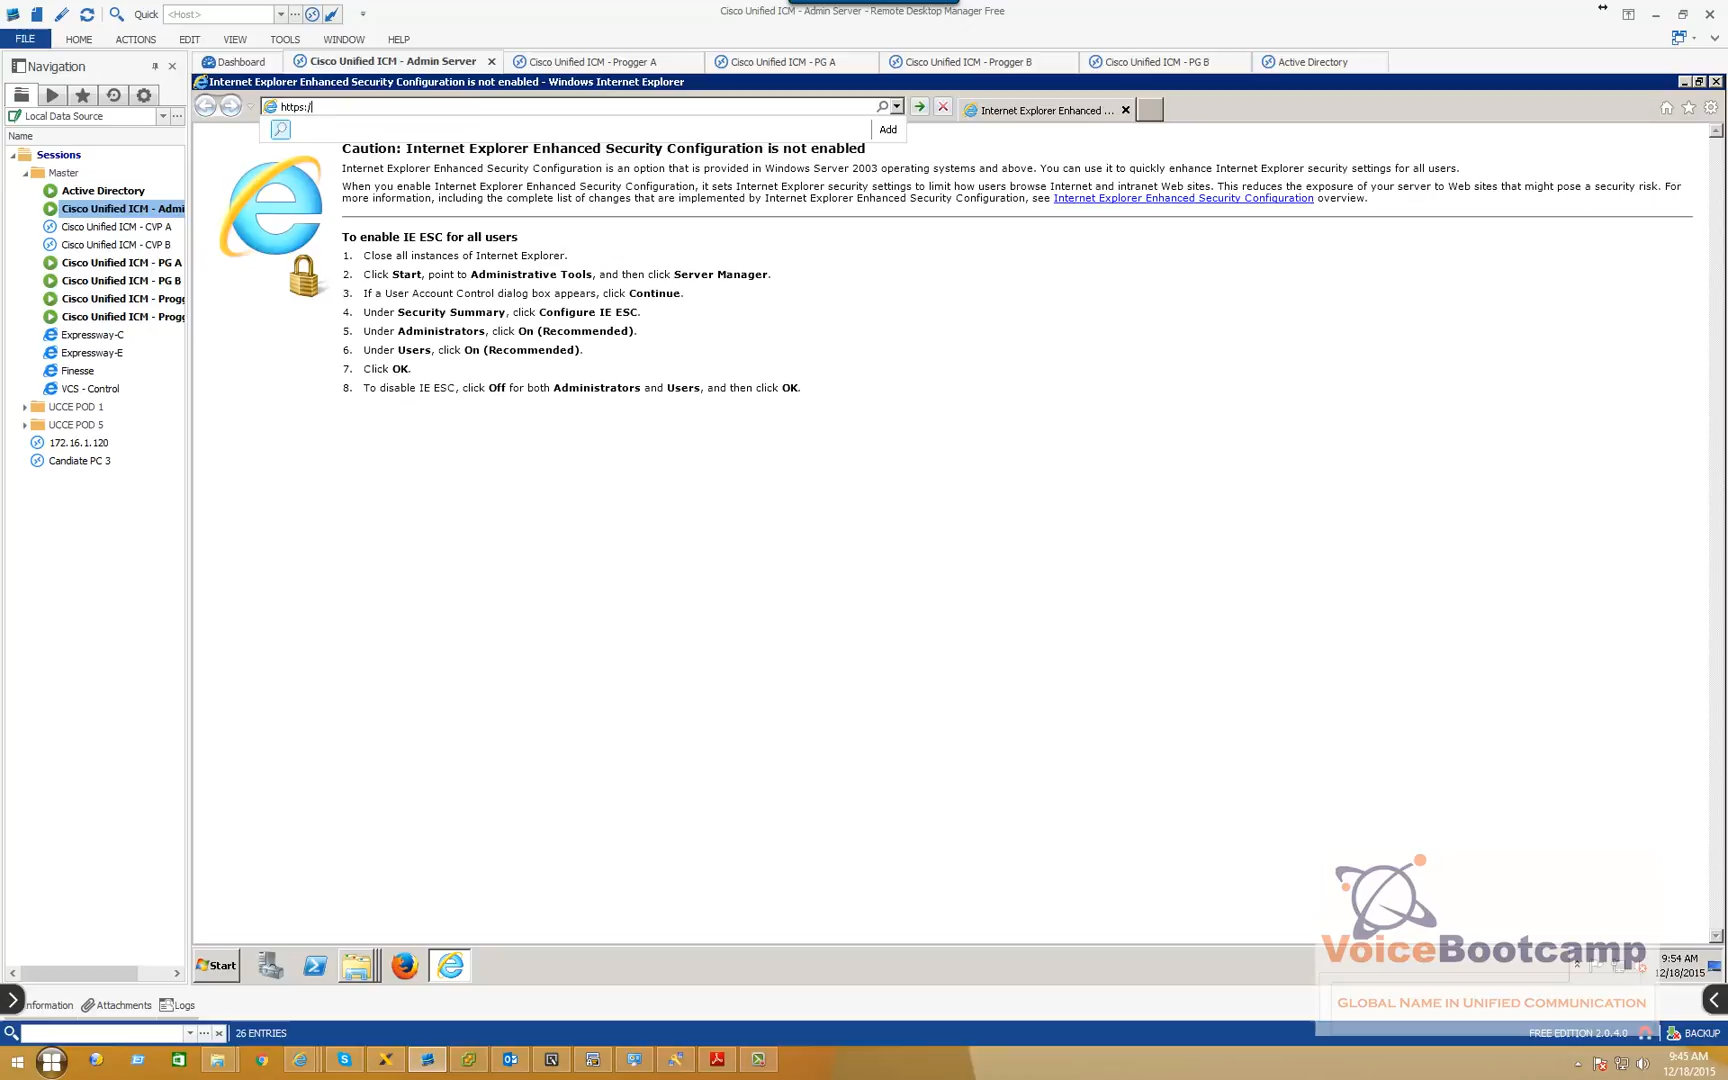 Quick
<Host>
Cisco Unified ICM - Admin Server - Remote Desktop Manager Free
FILE
HOME
ACTIONS
EDIT
VIEW
TOOLS
WINDOW
HELP
Navigation
Dashboard
Cisco Unified ICM - Admin Server
Cisco Unified ICM - Progger A
Cisco Unified ICM - PG A
Cisco Unified ICM - Progger B
Cisco Unified ICM - PG B
Active Directory
Internet Explorer Enhanced Security Configuration is not enabled - Windows Internet Explorer
https:/
Internet Explorer Enhanced ...
Add
Local Data Source
Name
Sessions
Master
Active Directory
Cisco Unified ICM - Admi
Cisco Unified ICM - CVP A
Cisco Unified ICM - CVP B
Cisco Unified ICM - PG A
Cisco Unified ICM - PG B
Cisco Unified ICM - Progg
Cisco Unified ICM - Progg
Expressway-C
Expressway-E
Finesse
VCS - Control
UCCE POD 1
UCCE POD 5
172.16.1.120
Candiate PC 3
Caution: Internet Explorer Enhanced Security Configuration is not enabled
Internet Explorer Enhanced Security Configuration is an option that is provided in Windows Server 2003 operating systems and above. You can use it to quickly enhance Internet Explorer security settings for all users.
When you enable Internet Explorer Enhanced Security Configuration, it sets Internet Explorer security settings to limit how users browse Internet and intranet Web sites. This reduces the exposure of your server to Web sites that might pose a security risk. For
more information, including the complete list of changes that are implemented by Internet Explorer Enhanced Security Configuration, see Internet Explorer Enhanced Security Configuration overview.
To enable IE ESC for all users
1. Close all instances of Internet Explorer.
2. Click Start, point to Administrative Tools, and then click Server Manager.
3. If a User Account Control dialog box appears, click Continue.
4. Under Security Summary, click Configure IE ESC.
5. Under Administrators, click On (Recommended).
6. Under Users, click On (Recommended).
7. Click OK.
8. To disable IE ESC, click Off for both Administrators and Users, and then click OK.
VoiceBootcamp
GLOBAL NAME IN UNIFIED COMMUNICATION
Start
9:54 AM
12/18/2015
nformation
Attachments
Logs
26 ENTRIES
FREE EDITION 2.0.4.0
BACKUP
9:45 AM
12/18/2015